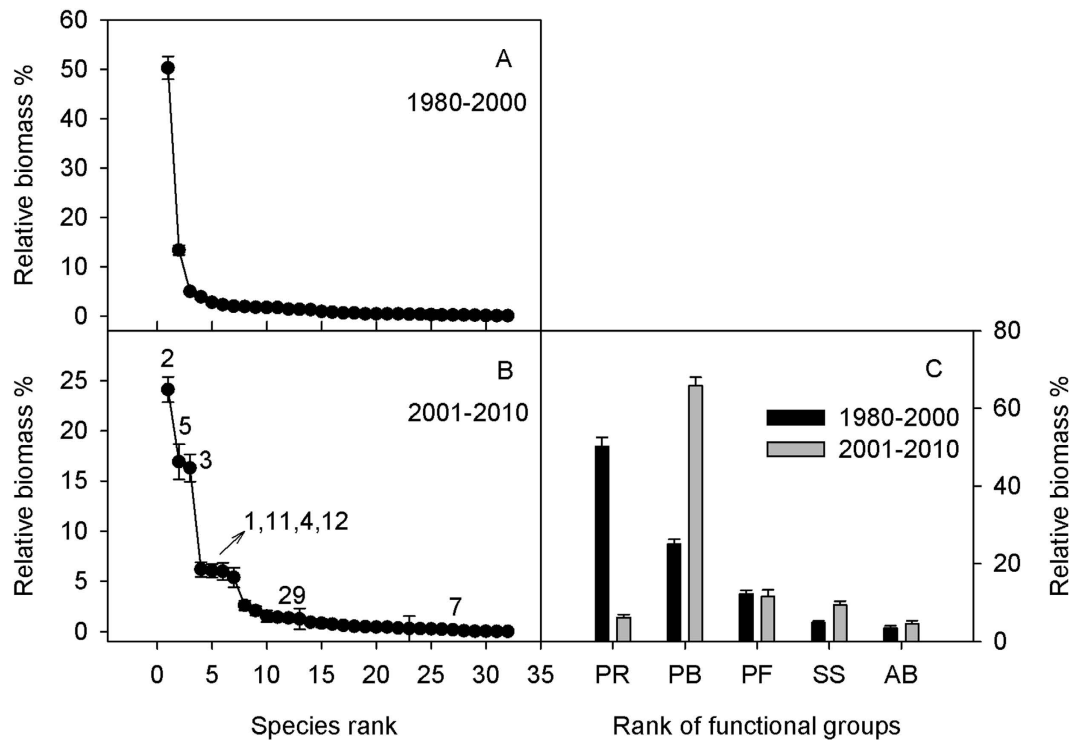 60
50
40
30
20
10
0
Relative biomass %
A
1980-2000
25
20
15
10
5
0
Relative biomass %
B
2001-2010
2
5
3
1,11,4,12
29
7
0 5 10 15 20 25 30 35
Species rank
C
1980-2000
2001-2010
80
60
40
20
0
Relative biomass %
PR PB PF SS AB
Rank of functional groups